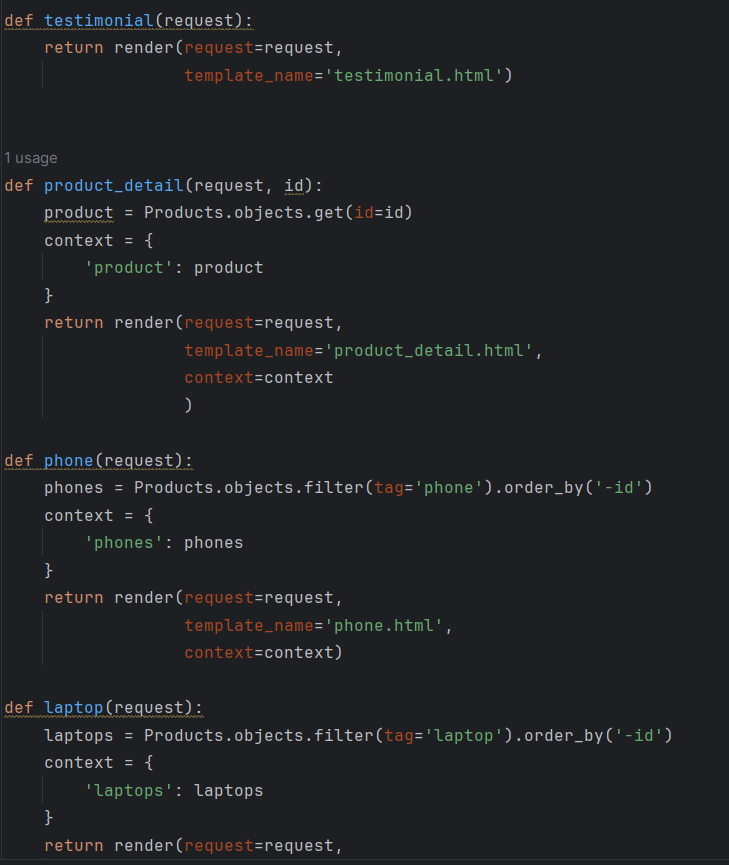 def testimonial(request):
    return render(request=request,
                  template_name='testimonial.html')
1 usage
def product_detail(request, id):
    product = Products.objects.get(id=id)
    context = {
        'product': product
    }
    return render(request=request,
                  template_name='product_detail.html',
                  context=context
                  )
def phone(request):
    phones = Products.objects.filter(tag='phone').order_by('-id')
    context = {
        'phones': phones
    }
    return render(request=request,
                  template_name='phone.html',
                  context=context)
def laptop(request):
    laptops = Products.objects.filter(tag='laptop').order_by('-id')
    context = {
        'laptops': laptops
    }
    return render(request=request,